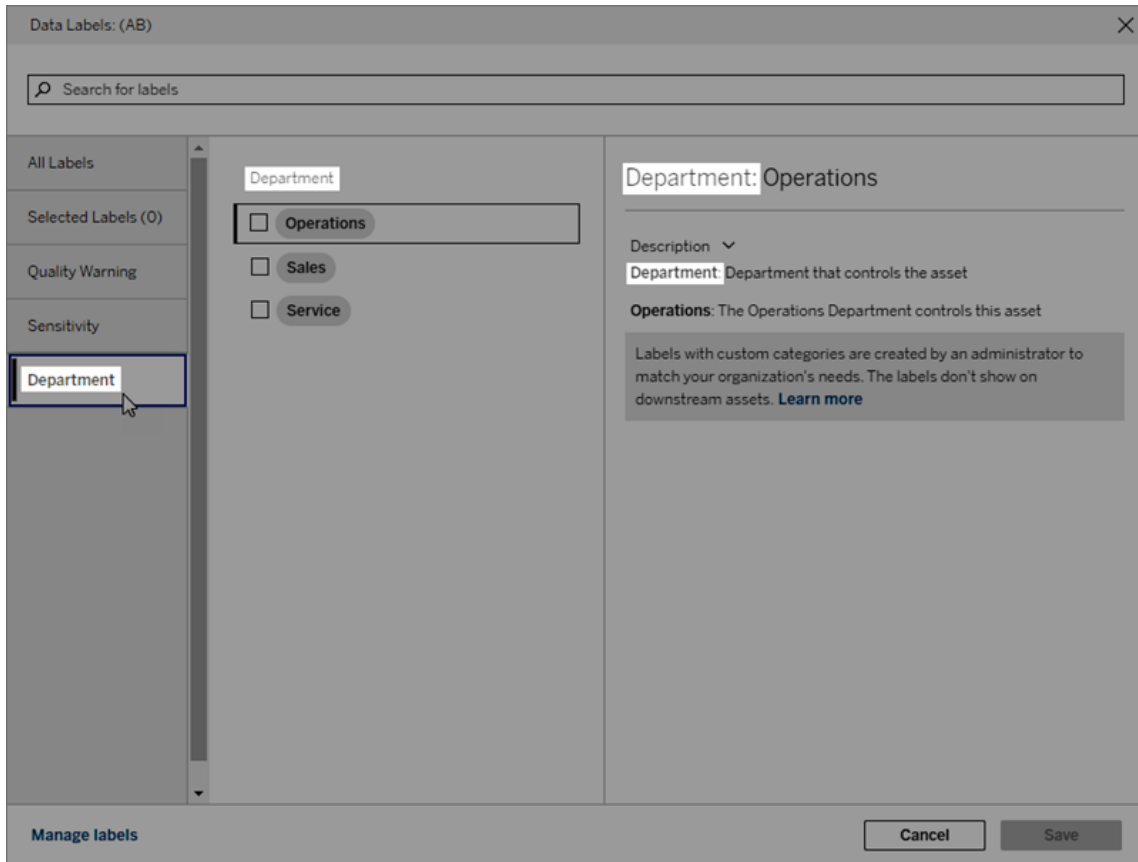 Data Labels: (AB)
Search for labels
All Labels
Selected Labels (0)
Quality Warning
Sensitivity
Department
Department
Operations
Sales
Service
Department: Operations
Description
Department: Department that controls the asset
Operations: The Operations Department controls this asset
Labels with custom categories are created by an administrator to
match your organization's needs. The labels don't show on
downstream assets. Learn more
Manage labels
Cancel
Save